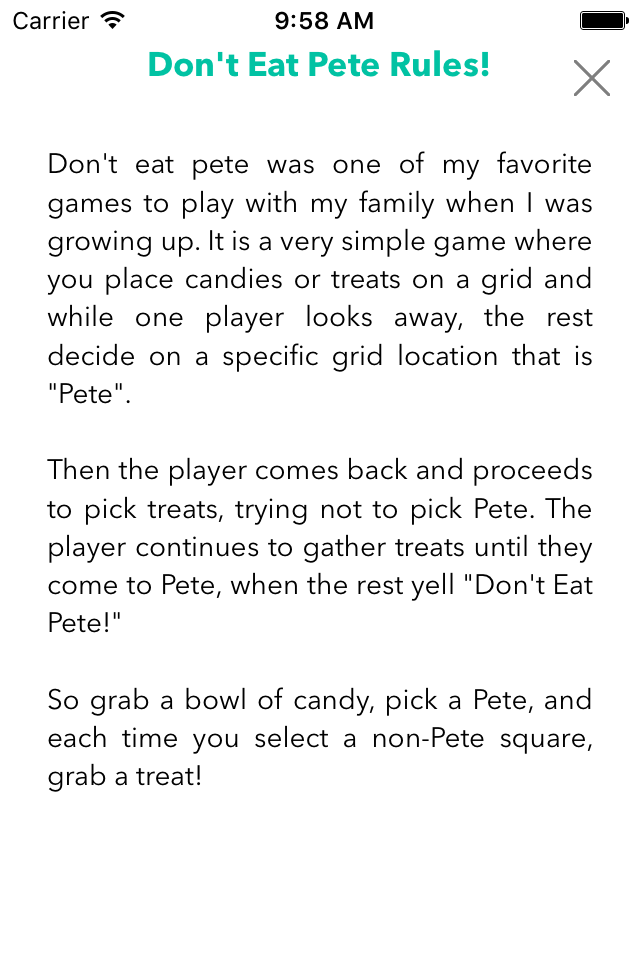 Carrier 9:58 AM
Don't Eat Pete Rules!
Don't eat pete was one of my favorite
games to play with my family when I was
growing up. It is a very simple game where
you place candies or treats on a grid and
while one player looks away, the rest
decide on a specific grid location that is
"Pete".
Then the player comes back and proceeds
to pick treats, trying not to pick Pete. The
player continues to gather treats until they
come to Pete, when the rest yell "Don't Eat
Pete!"
So grab a bowl of candy, pick a Pete, and
each time you select a non-Pete square,
grab a treat!